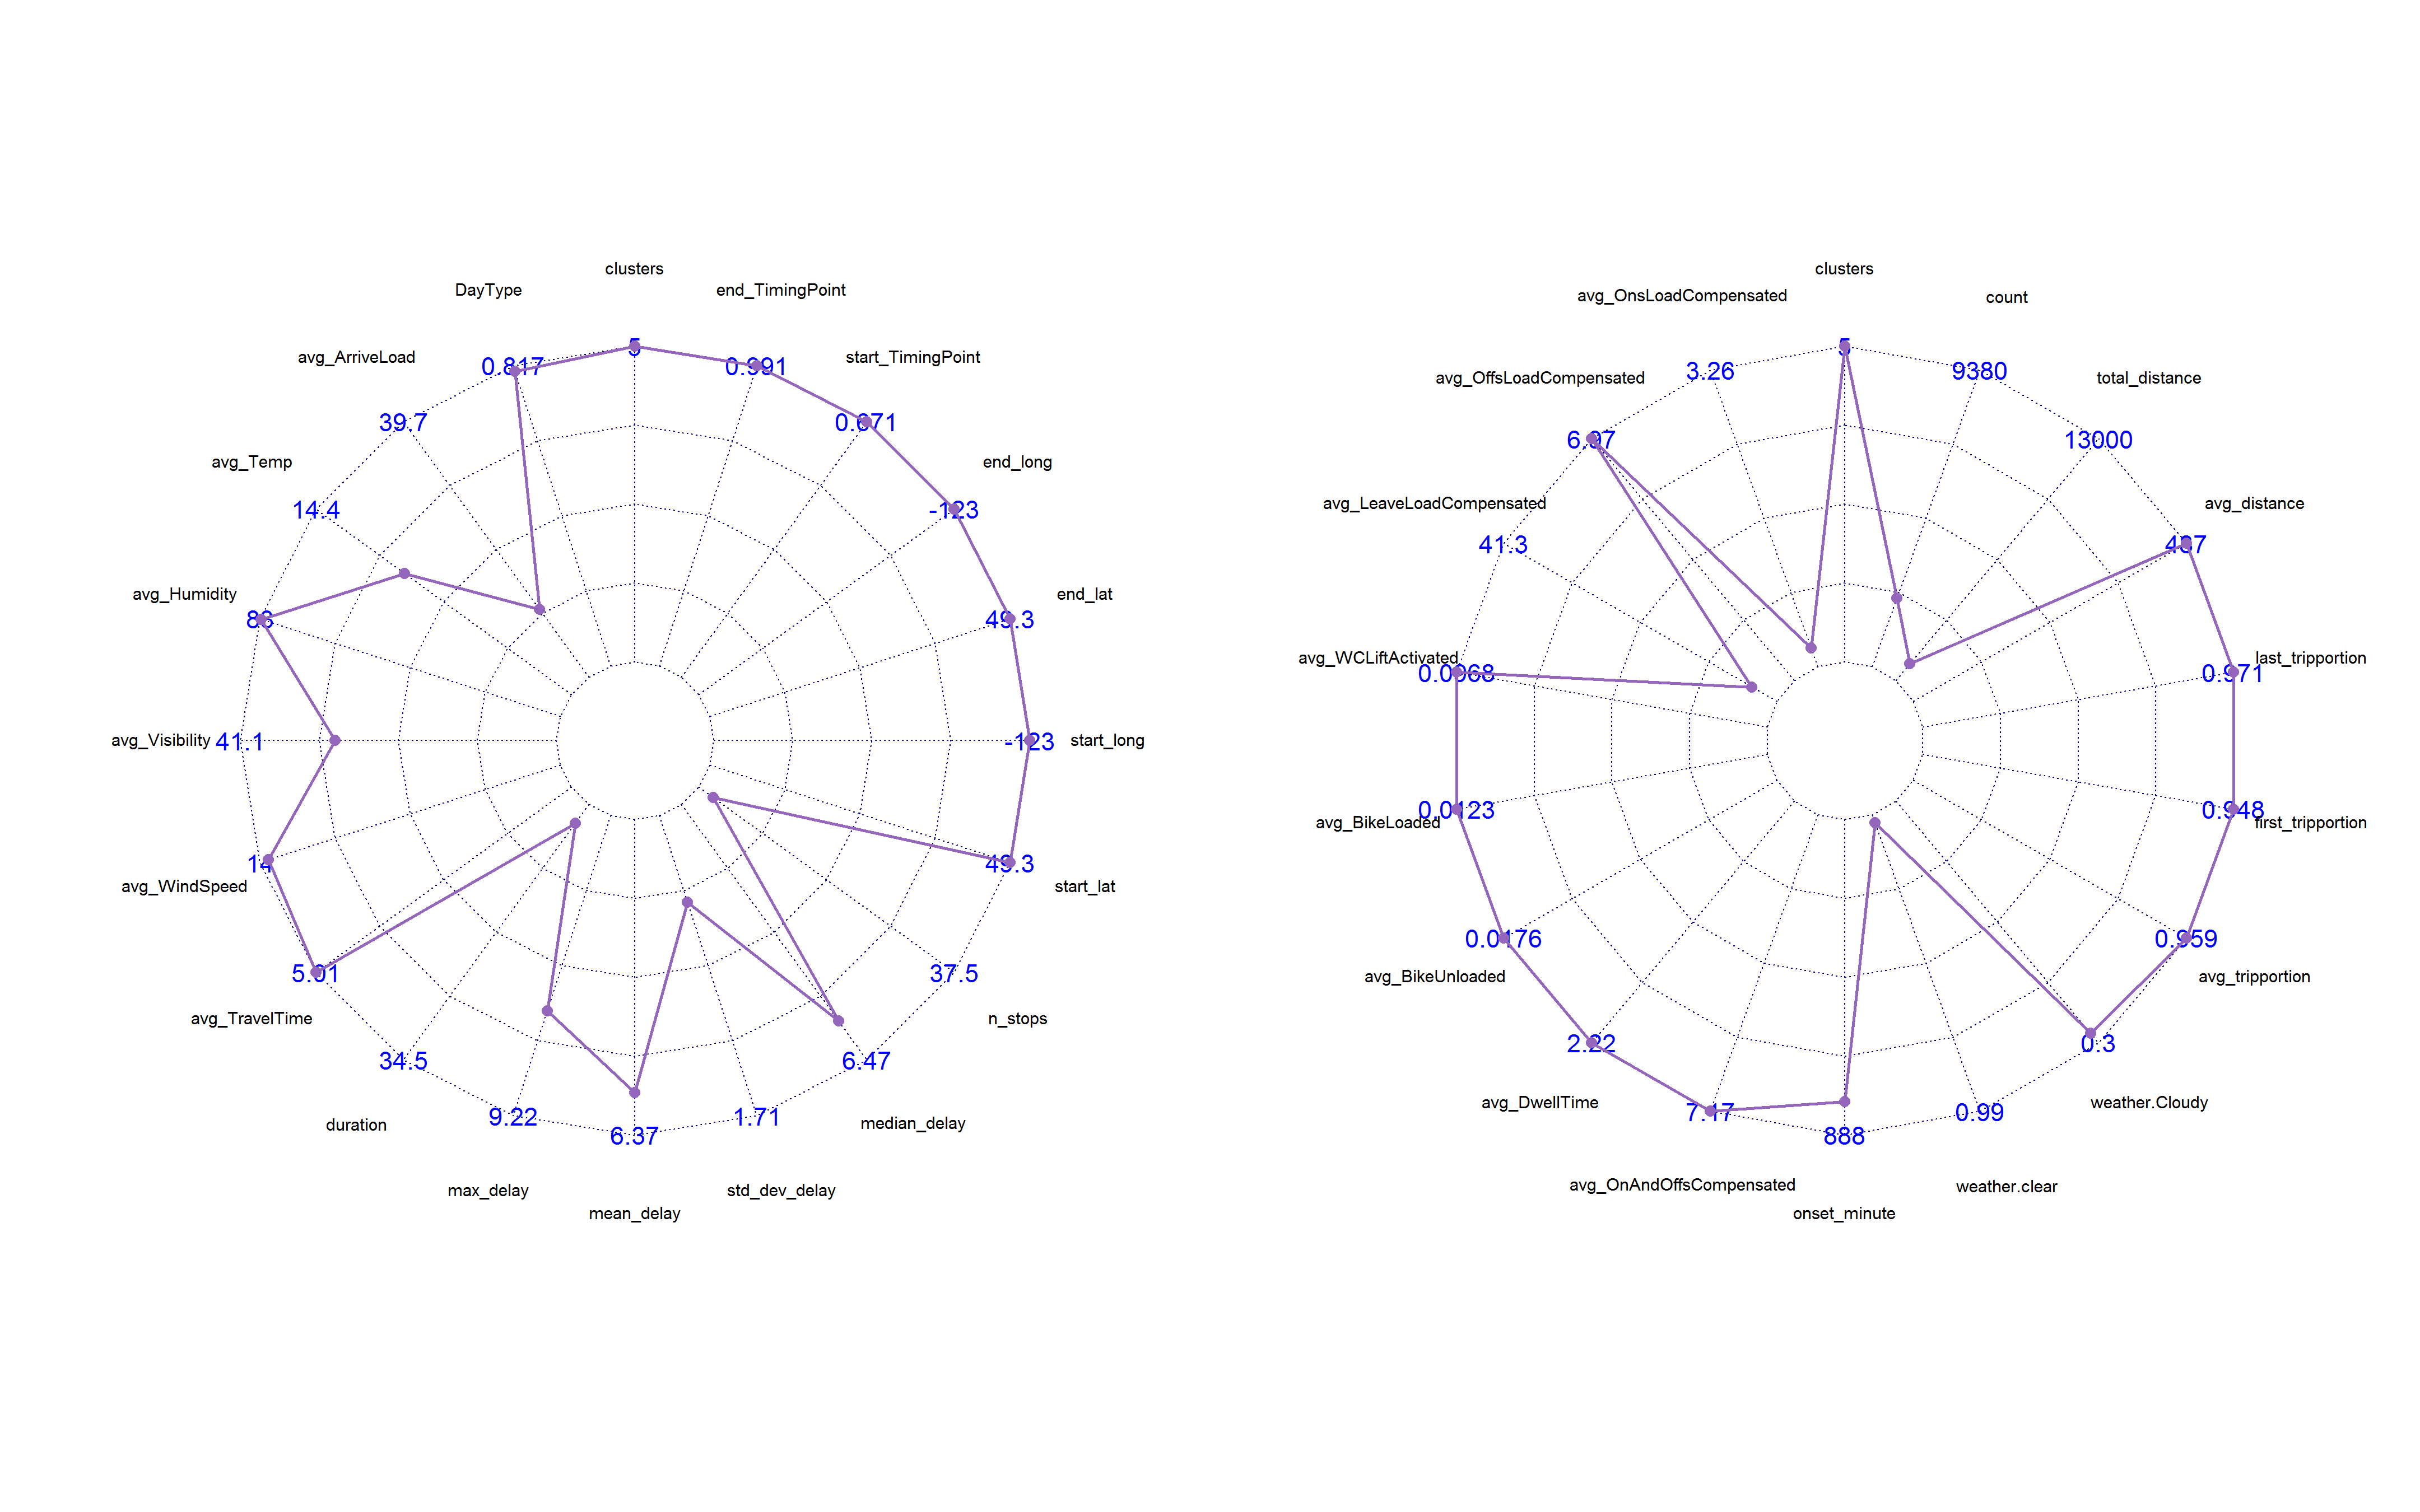 clusters
DayType
end_TimingPoint
5
avg_ArriveLoad
0.817
0.991
start_TimingPoint
39.7
avg_Temp
end_long
14.4
-123
avg_Humidity
end_lat
49.3
avg_Visibility
41.1
-123
start_long
avg_WindSpeed
14
49.3
start_lat
5.01
37.5
avg_TravelTime
n_stops
34.5
6.47
duration
9.22
6.37
1.71
median_delay
max_delay
std_dev_delay
mean_delay
clusters
avg_OnsLoadCompensated
count
5
3.26
9380
avg_OffsLoadCompensated
total_distance
13000
avg_LeaveLoadCompensated
avg_distance
41.3
avg_WCLiftActivated
last_tripportion
0.0968
0.971
0.0123
0.948
avg_BikeLoaded
first_tripportion
0.0176
0.959
avg_BikeUnloaded
avg_tripportion
2.22
0.3
avg_DwellTime
weather.Cloudy
7.17
888
0.99
avg_OnAndOffsCompensated
weather.clear
onset_minute